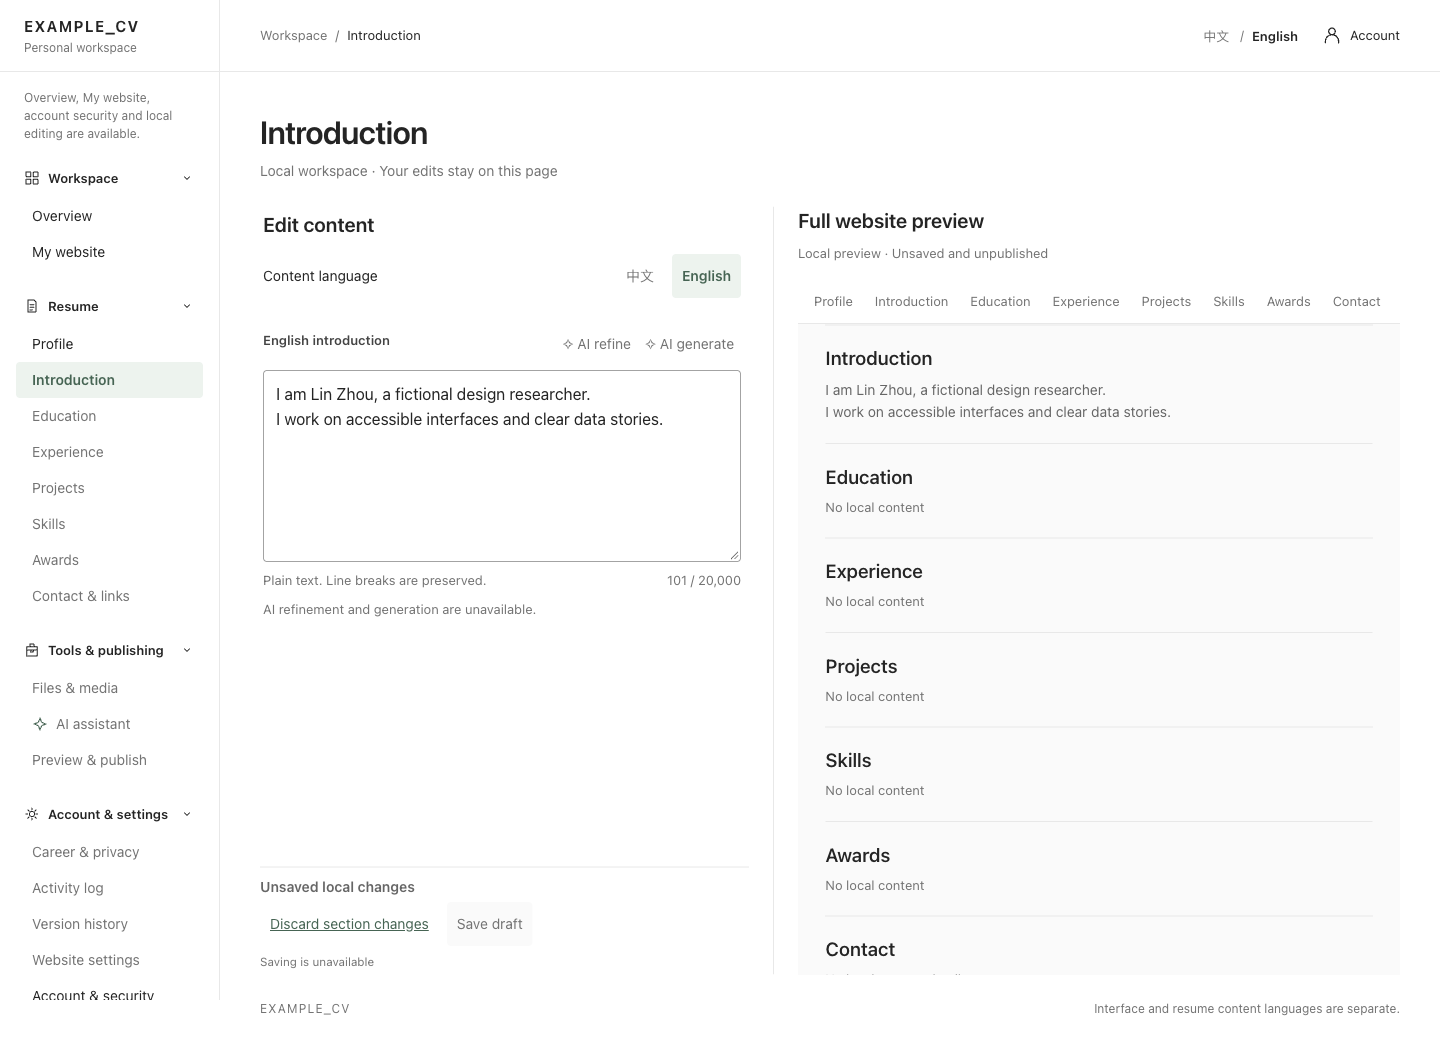 EXAMPLE_CV
Personal workspace
Workspace / Introduction
中文 / English
Account
Overview, My website,
account security and local
editing are available.
Workspace
Overview
My website
Resume
Profile
Introduction
Education
Experience
Projects
Skills
Awards
Contact & links
Tools & publishing
Files & media
AI assistant
Preview & publish
Account & settings
Career & privacy
Activity log
Version history
Website settings
Account & security
Introduction
Local workspace · Your edits stay on this page
Edit content
Content language
中文
English
English introduction
AI refine
AI generate
I am Lin Zhou, a fictional design researcher.
I work on accessible interfaces and clear data stories.
Plain text. Line breaks are preserved.
101 / 20,000
AI refinement and generation are unavailable.
Unsaved local changes
Discard section changes
Save draft
Saving is unavailable
Full website preview
Local preview · Unsaved and unpublished
Profile Introduction Education Experience Projects Skills Awards Contact
Introduction
I am Lin Zhou, a fictional design researcher.
I work on accessible interfaces and clear data stories.
Education
No local content
Experience
No local content
Projects
No local content
Skills
No local content
Awards
No local content
Contact
EXAMPLE_CV
Interface and resume content languages are separate.